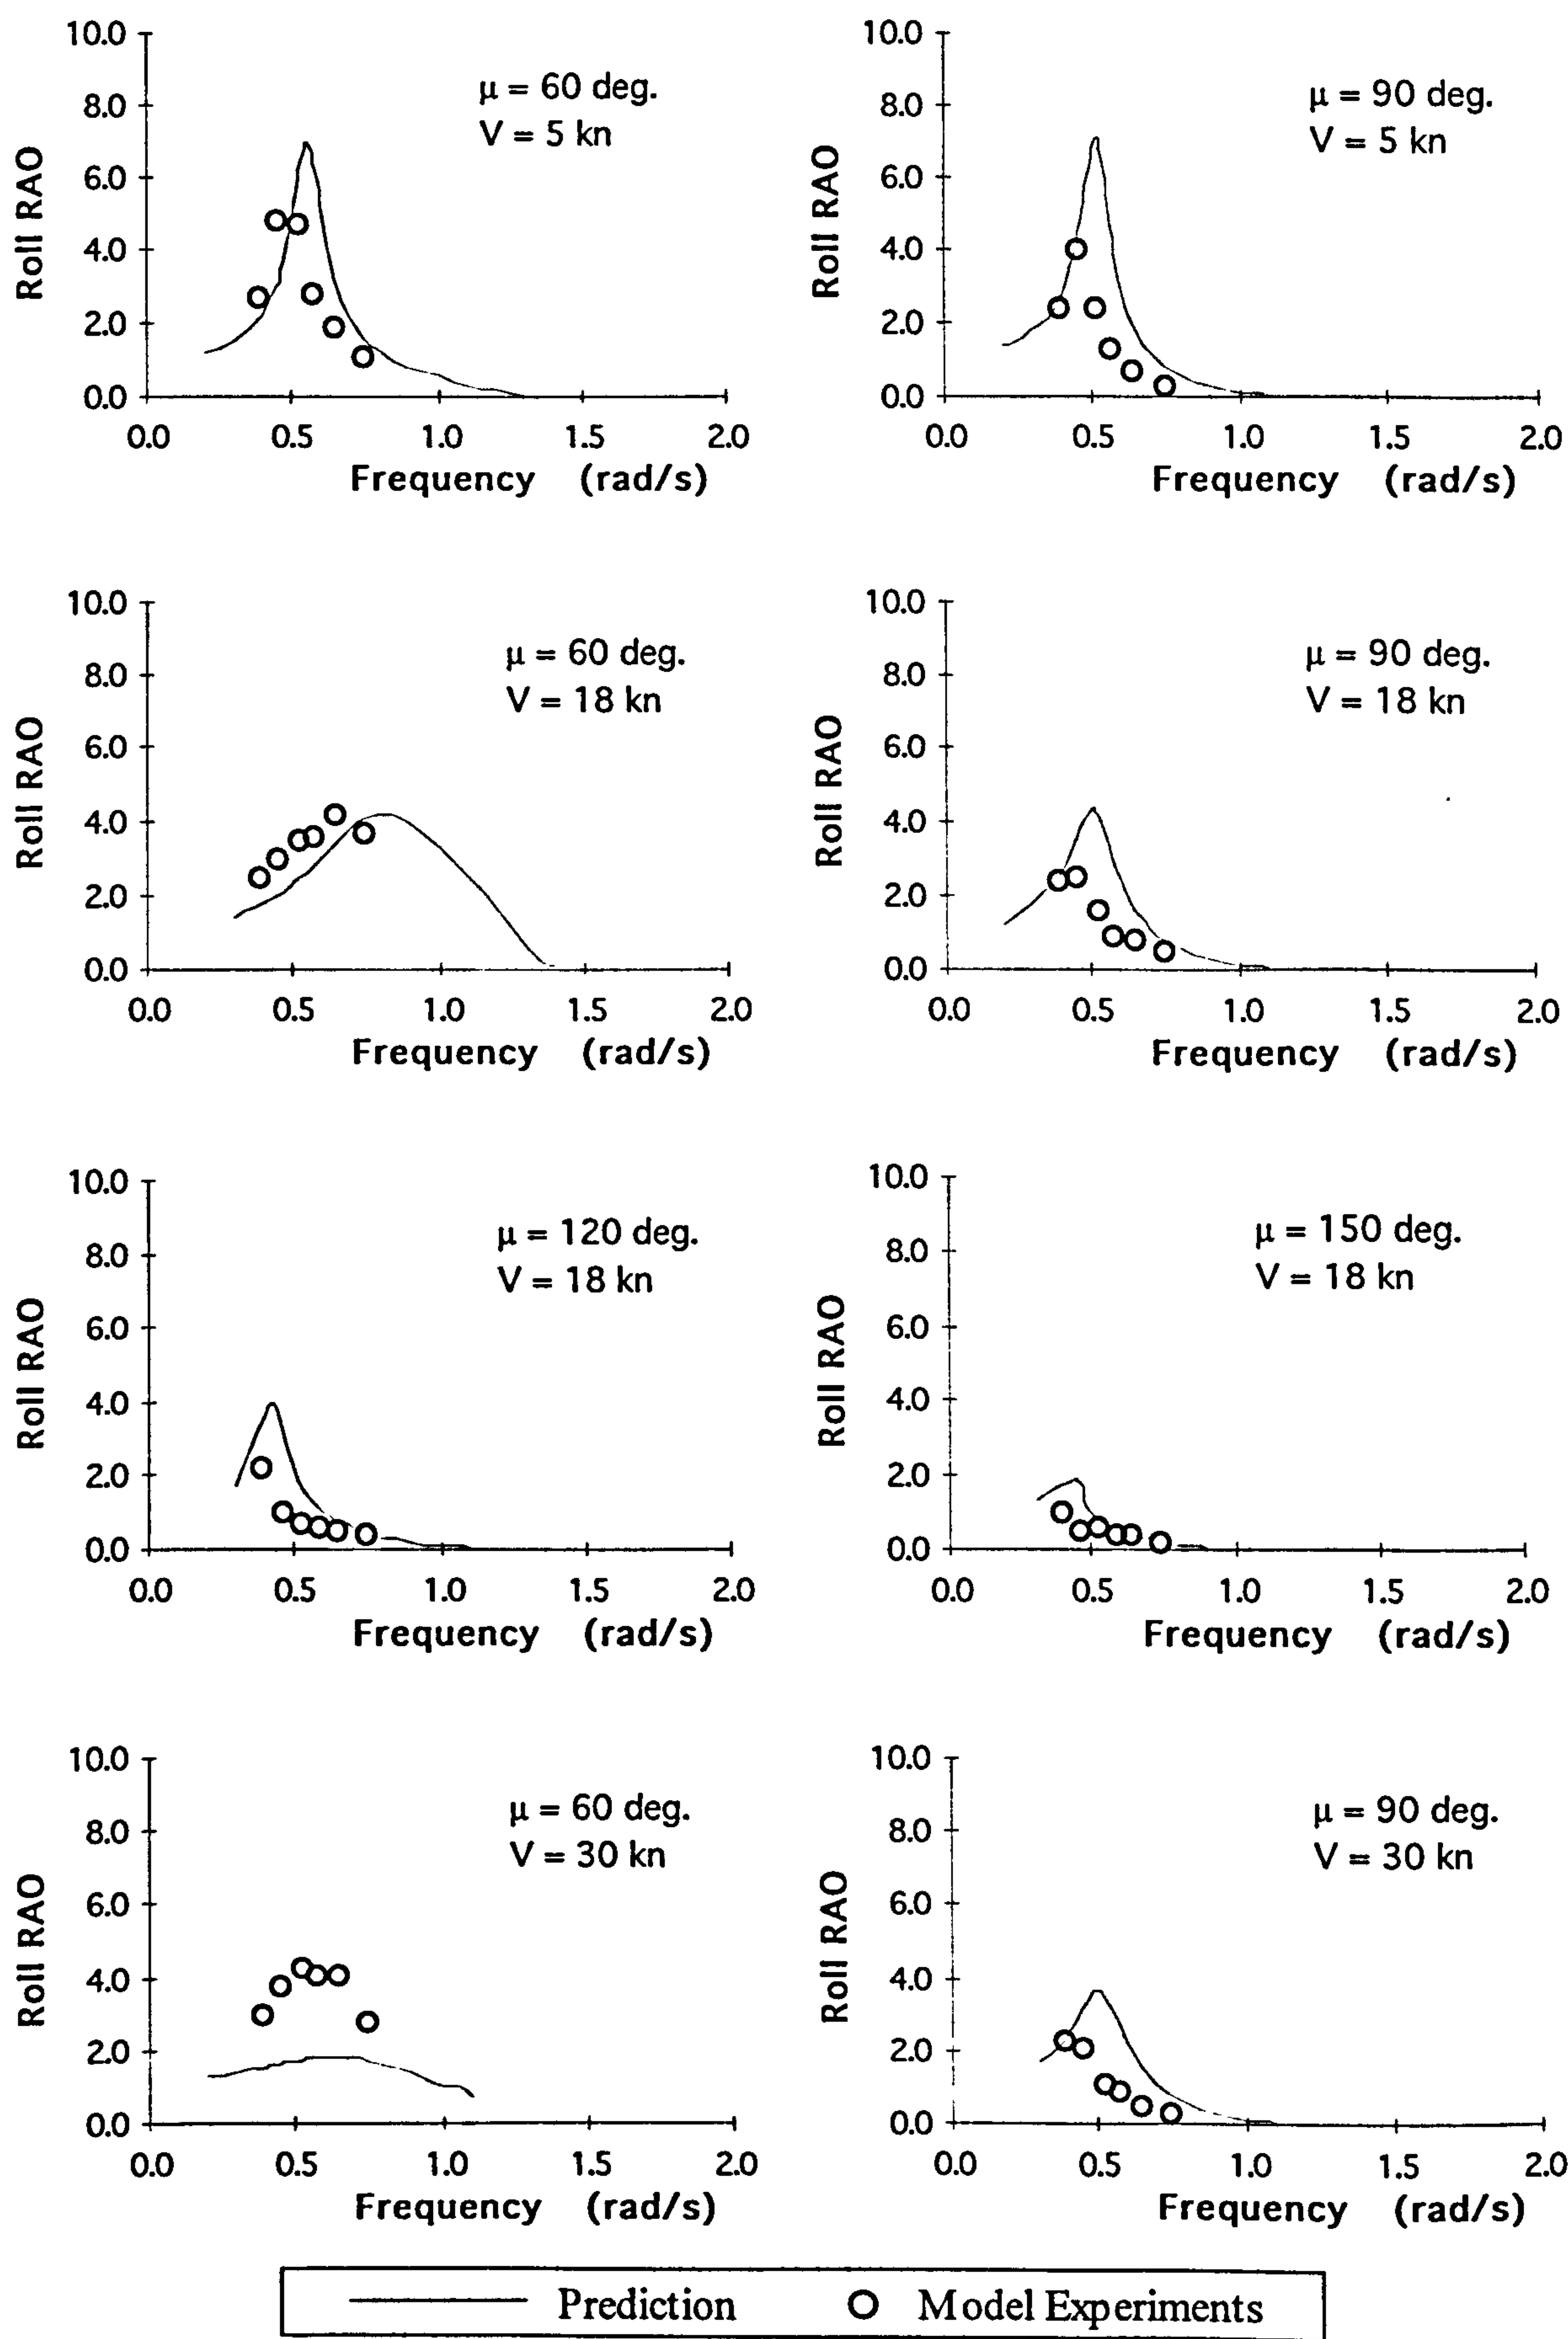 10.0
8.0
6.0
4.0
2.0
0.0
Roll RAO
μ = 60 deg.
V = 5 kn
0.0 0.5 1.0 1.5 2.0
Frequency (rad/s)
10.0
8.0
6.0
4.0
2.0
0.0
Roll RAO
μ = 90 deg.
V = 5 kn
0.0 0.5 1.0 1.5 2.0
Frequency (rad/s)
10.0
8.0
6.0
4.0
2.0
0.0
Roll RAO
μ = 60 deg.
V = 18 kn
0.0 0.5 1.0 1.5 2.0
Frequency (rad/s)
10.0
8.0
6.0
4.0
2.0
0.0
Roll RAO
μ = 90 deg.
V = 18 kn
0.0 0.5 1.0 1.5 2.0
Frequency (rad/s)
10.0
8.0
6.0
4.0
2.0
0.0
Roll RAO
μ = 120 deg.
V = 18 kn
0.0 0.5 1.0 1.5 2.0
Frequency (rad/s)
10.0
8.0
6.0
4.0
2.0
0.0
Roll RAO
μ = 150 deg.
V = 18 kn
0.0 0.5 1.0 1.5 2.0
Frequency (rad/s)
10.0
8.0
6.0
4.0
2.0
0.0
Roll RAO
μ = 60 deg.
V = 30 kn
0.0 0.5 1.0 1.5 2.0
Frequency (rad/s)
10.0
8.0
6.0
4.0
2.0
0.0
Roll RAO
μ = 90 deg.
V = 30 kn
0.0 0.5 1.0 1.5 2.0
Frequency (rad/s)
Prediction Model Experiments